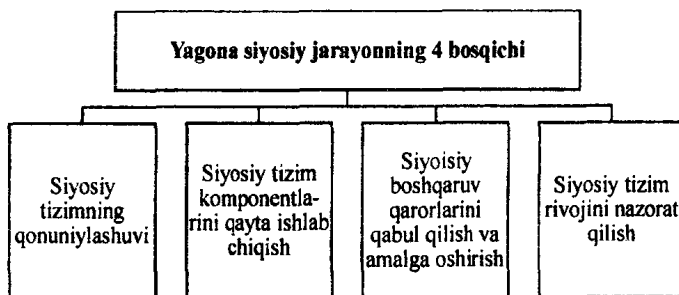 Yagona siyosiy jarayonning 4 bosqichi
Siyosiy
tizimning
qonuniylashuvi
Siyosiy tizim
komponentla-
rini qayta ishlab
chiqish
Siyoisiy
boshqaruv
qarorlarini
qabul qilish va
amalga oshirish
Siyosiy tizim
rivojini nazorat
qilish